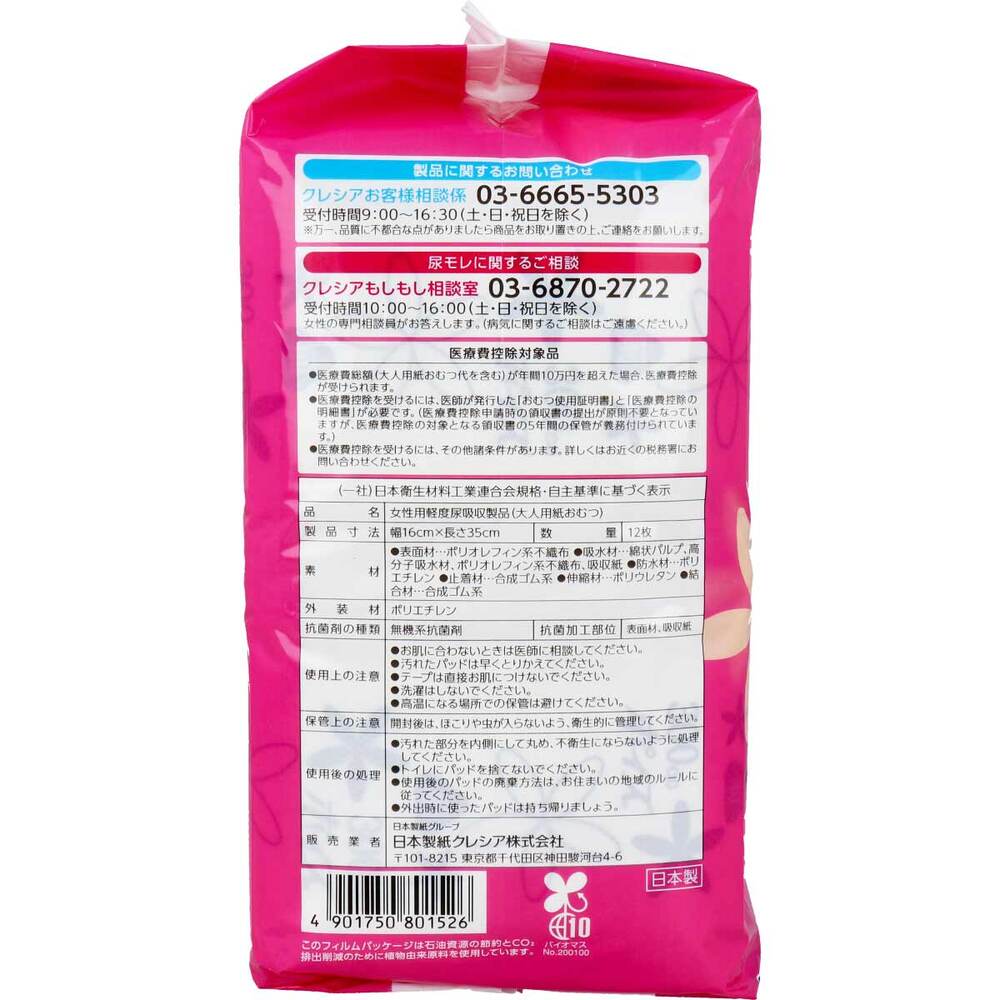 製品に関するお問い合わせ
クレシアお客様相談係 03-6665-5303
受付時間9:00〜16:30(土・日・祝日を除く)
※万一、品質に不都合な点がありましたら商品をお取り置きの上、ご連絡をお願いします。
尿モレに関するご相談
クレシアもしもし相談室 03-6870-2722
受付時間10:00〜16:00(土・日・祝日を除く)
女性の専門相談員がお答えします。(病気に関するご相談はご遠慮ください。)
医療費控除対象品
●医療費総額(大人用紙おむつ代を含む)が年間10万円を超えた場合、医療費控除
が受けられます。
●医療費控除を受けるには、医師が発行した「おむつ使用証明書」と「医療費控除の
明細書」が必要です。(医療費控除申請時の領収書の提出が原則不要となってい
ますが、医療費控除の対象となる領収書の5年間の保管が義務付けられていま
す。)
●医療費控除を受けるには、その他諸条件があります。詳しくはお近くの税務署にお
問い合わせください。
(一社)日本衛生材料工業連合会規格・自主基準に基づく表示
品名 女性用軽度尿吸収製品(大人用紙おむつ)
製品寸法 幅16cm×長さ35cm 数量 12枚
素材 ●表面材…ポリオレフィン系不織布 ●吸水材…綿状パルプ、高
分子吸水材、ポリオレフィン系不織布、吸収紙 ●防水材…ポリ
エチレン ●止着材…合成ゴム系 ●伸縮材…ポリウレタン ●結
合材…合成ゴム系
外装材 ポリエチレン
抗菌剤の種類 無機系抗菌剤 抗菌加工部位 表面材、吸収紙
使用上の注意 ●お肌に合わないときは医師に相談してください。
●汚れたパッドは早くとりかえてください。
●テープは直接お肌につけないでください。
●洗濯はしないでください。
●高温になる場所での保管は避けてください。
保管上の注意 開封後は、ほこりや虫が入らないよう、衛生的に管理してください。
使用後の処理 ●汚れた部分を内側にして丸め、不衛生にならないように処理
してください。
●トイレにパッドを捨てないでください。
●使用後のパッドの廃棄方法は、お住まいの地域のルールに
従ってください。
●外出時に使ったパッドは持ち帰りましょう。
販売業者 日本製紙グループ
日本製紙クレシア株式会社
〒101-8215 東京都千代田区神田駿河台4-6
日本製
4 901750 801526
10
バイオマス
No.200100
このフィルムパッケージは石油資源の節約とCO₂
排出削減のために植物由来原料を使用しています。